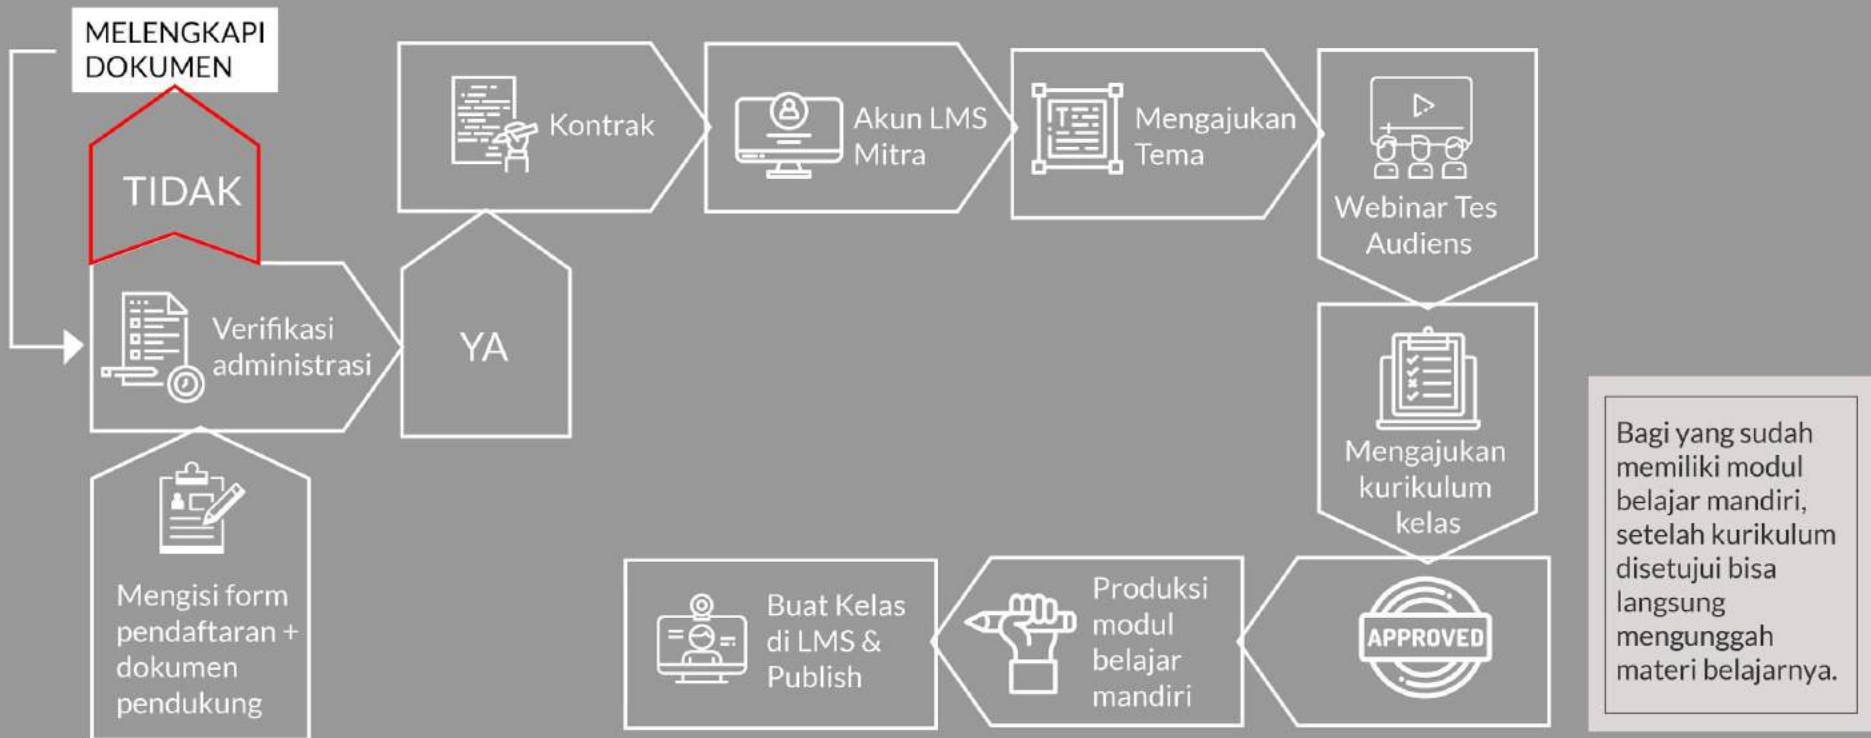 MELENGKAPI
DOKUMEN
TIDAK
Verifikasi
administrasi
Mengisi form
pendaftaran +
dokumen
pendukung
YA
Kontrak
Akun LMS
Mitra
Mengajukan
Tema
Webinar Tes
Audiens
Mengajukan
kurikulum
kelas
APPROVED
Produksi
modul
belajar
mandiri
Buat Kelas
di LMS &
Publish
Bagi yang sudah
memiliki modul
belajar mandiri,
setelah kurikulum
disetujui bisa
langsung
mengunggah
materi belajarnya.